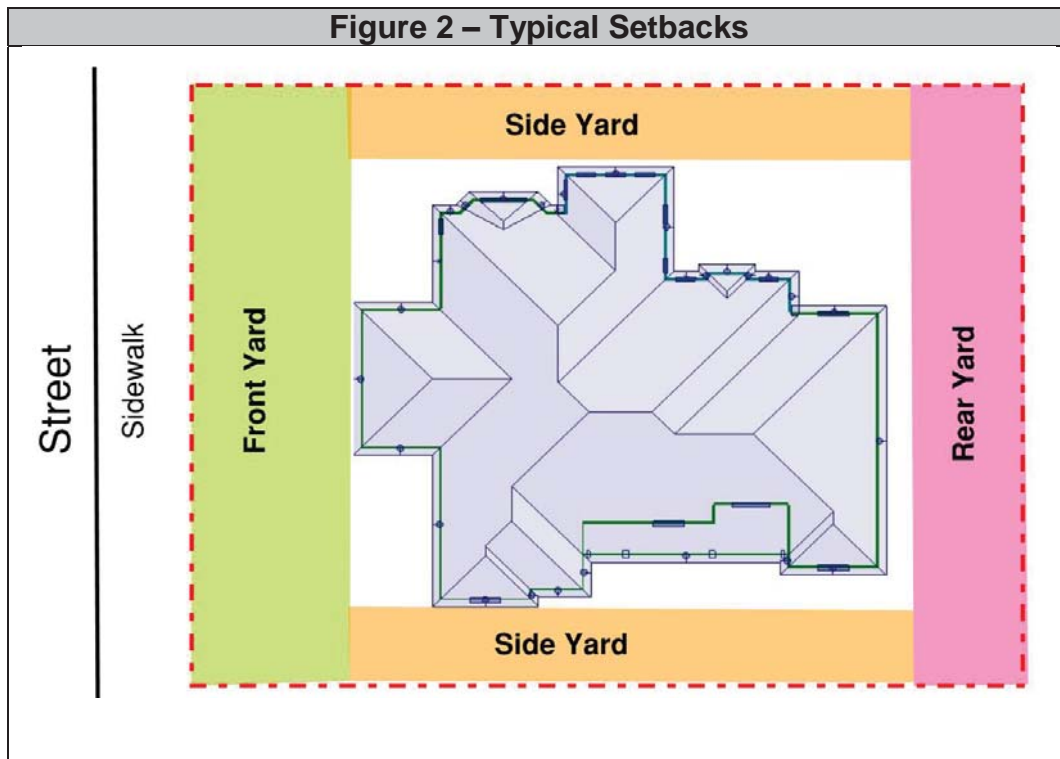 Figure 2 – Typical Setbacks
Side Yard
Street
Sidewalk
Front Yard
Rear Yard
Side Yard